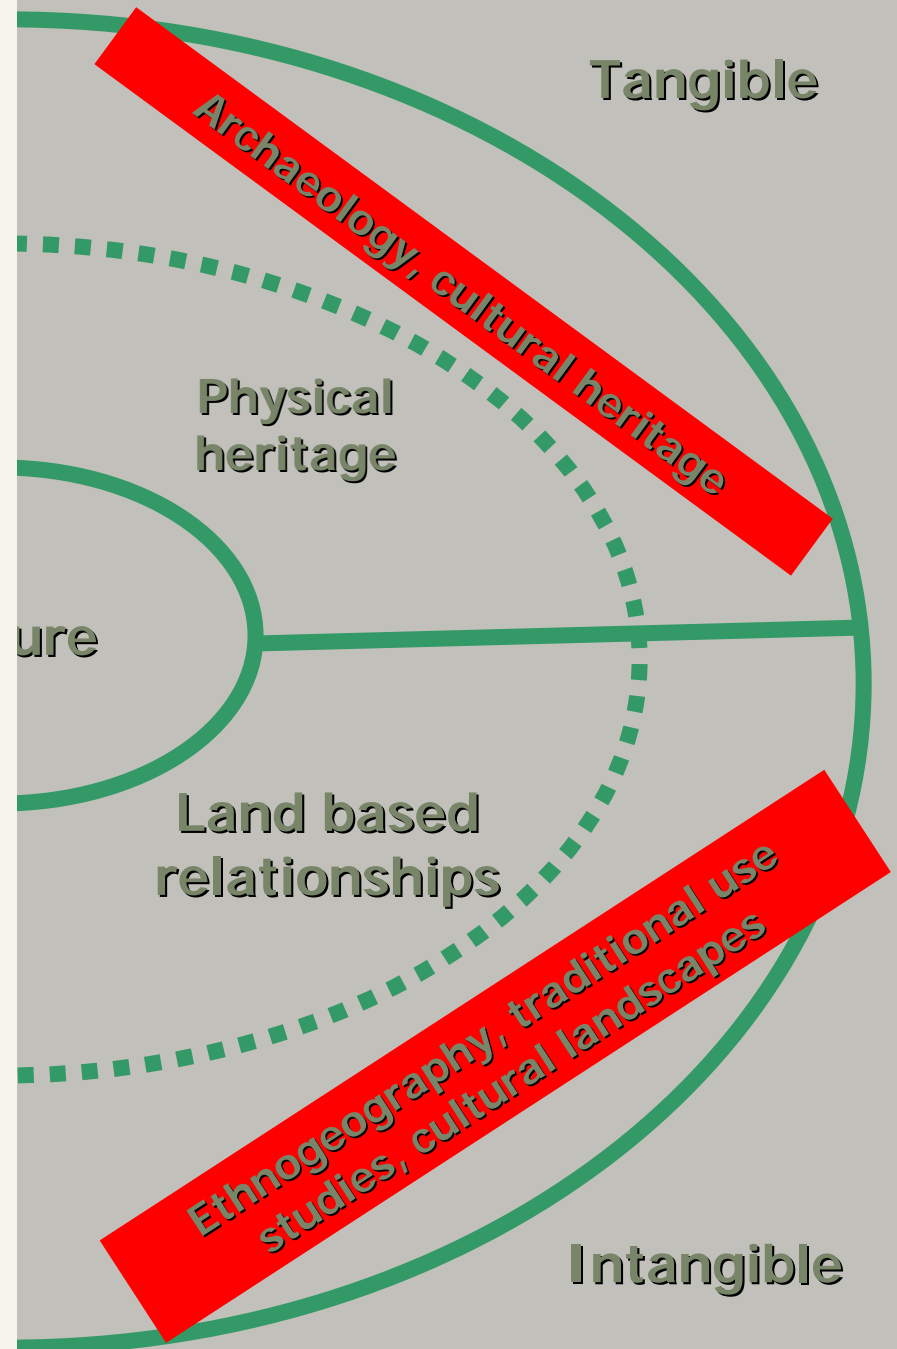 Tangible
Archaeology, cultural heritage
Physical
heritage
ure
Land based
relationships
Ethnogeography, traditional use
studies, cultural landscapes
Intangible